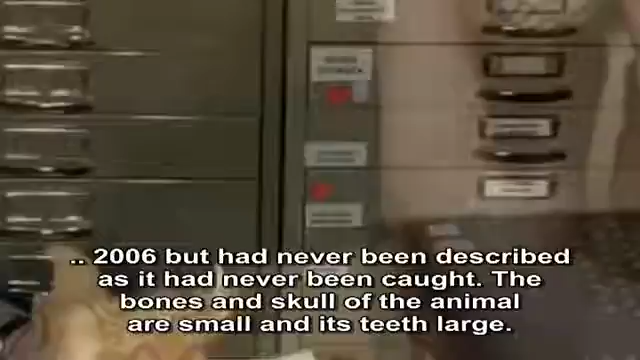 .. 2006 but had never been described
as it had never been caught. The
bones and skull of the animal
are small and its teeth large.